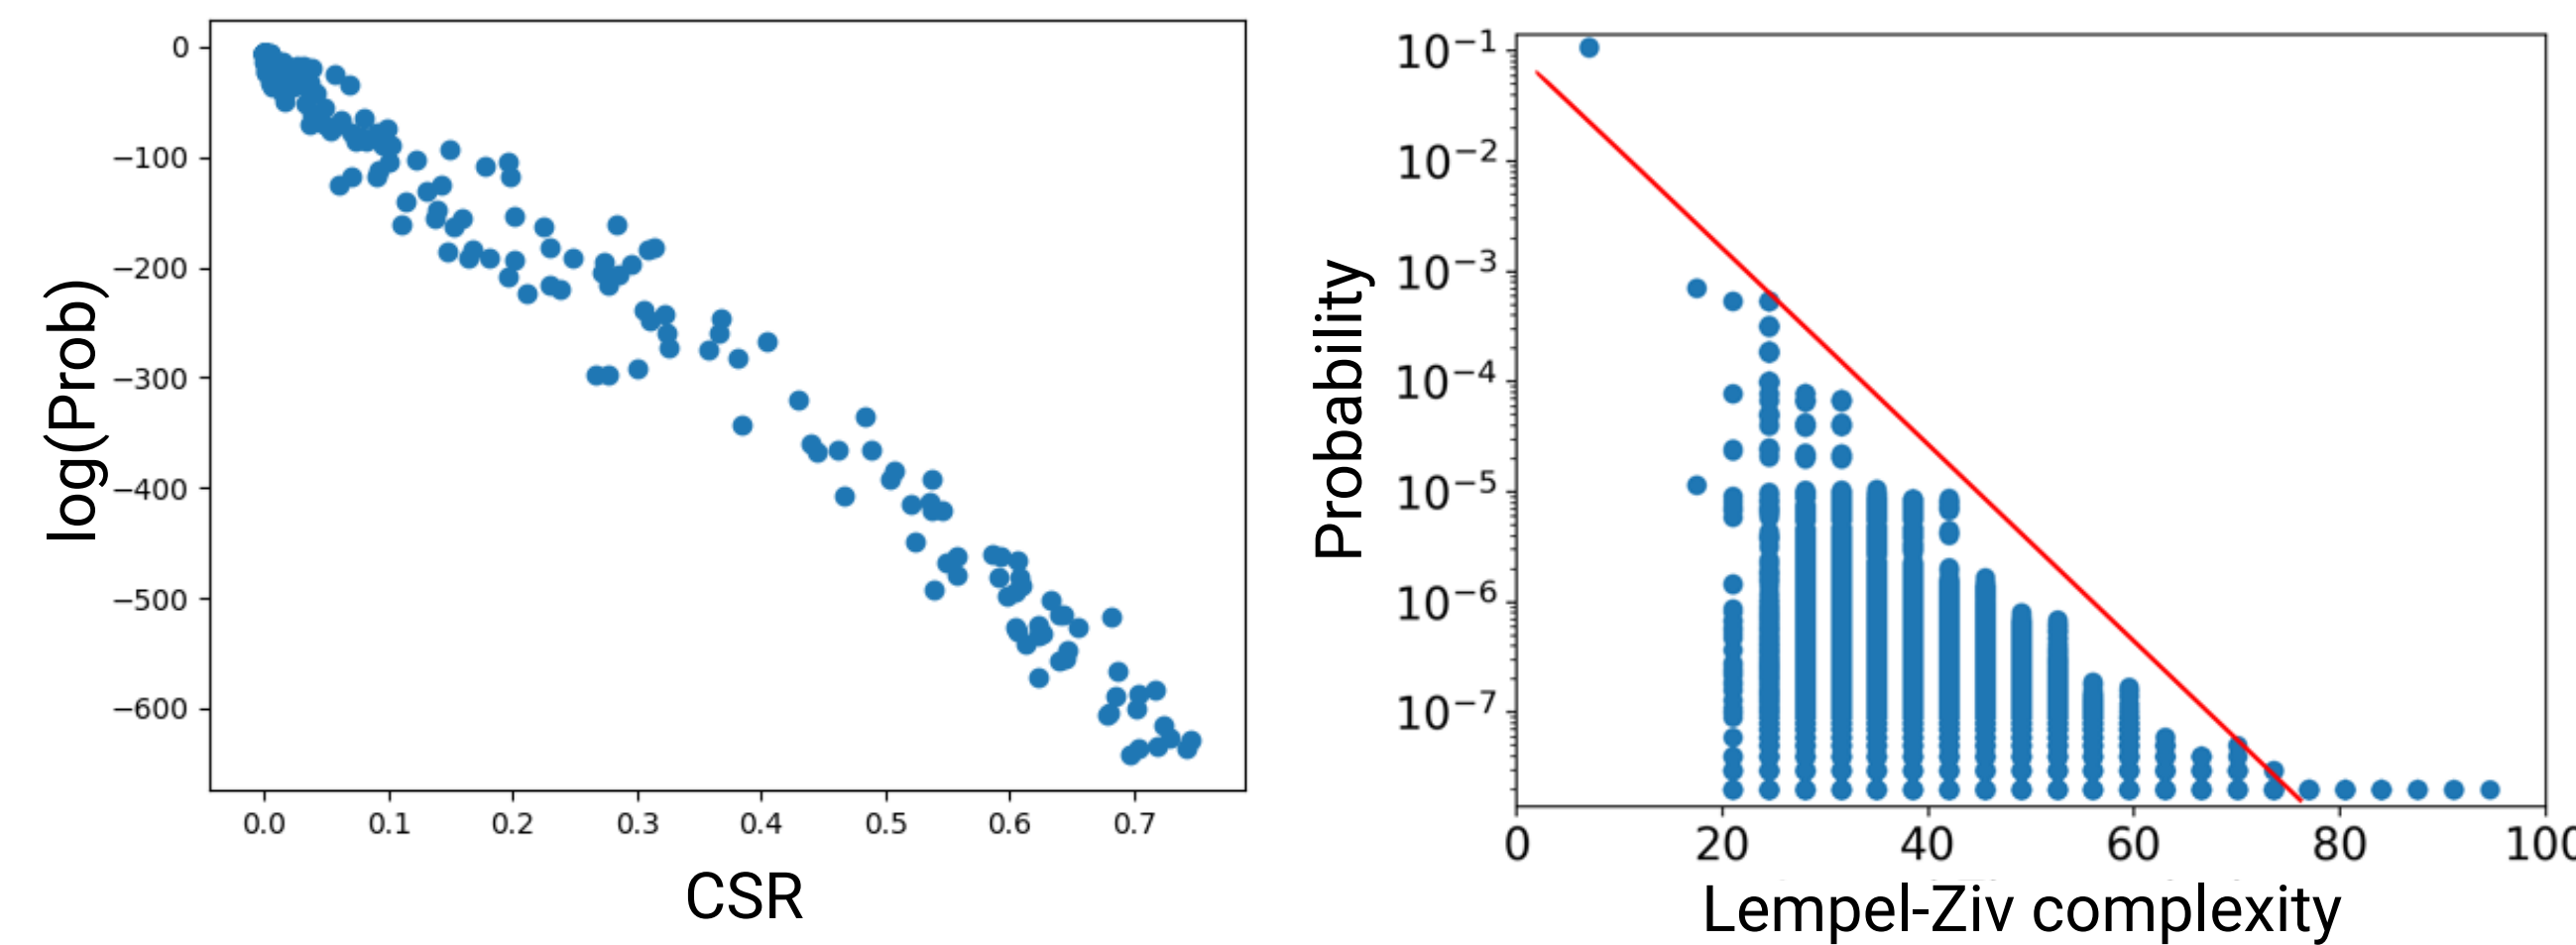 log(Prob)
0
−100
−200
−300
−400
−500
−600
0.0 0.1 0.2 0.3 0.4 0.5 0.6 0.7
CSR
Probability
10⁻¹
10⁻²
10⁻³
10⁻⁴
10⁻⁵
10⁻⁶
10⁻⁷
0 20 40 60 80 100
Lempel-Ziv complexity